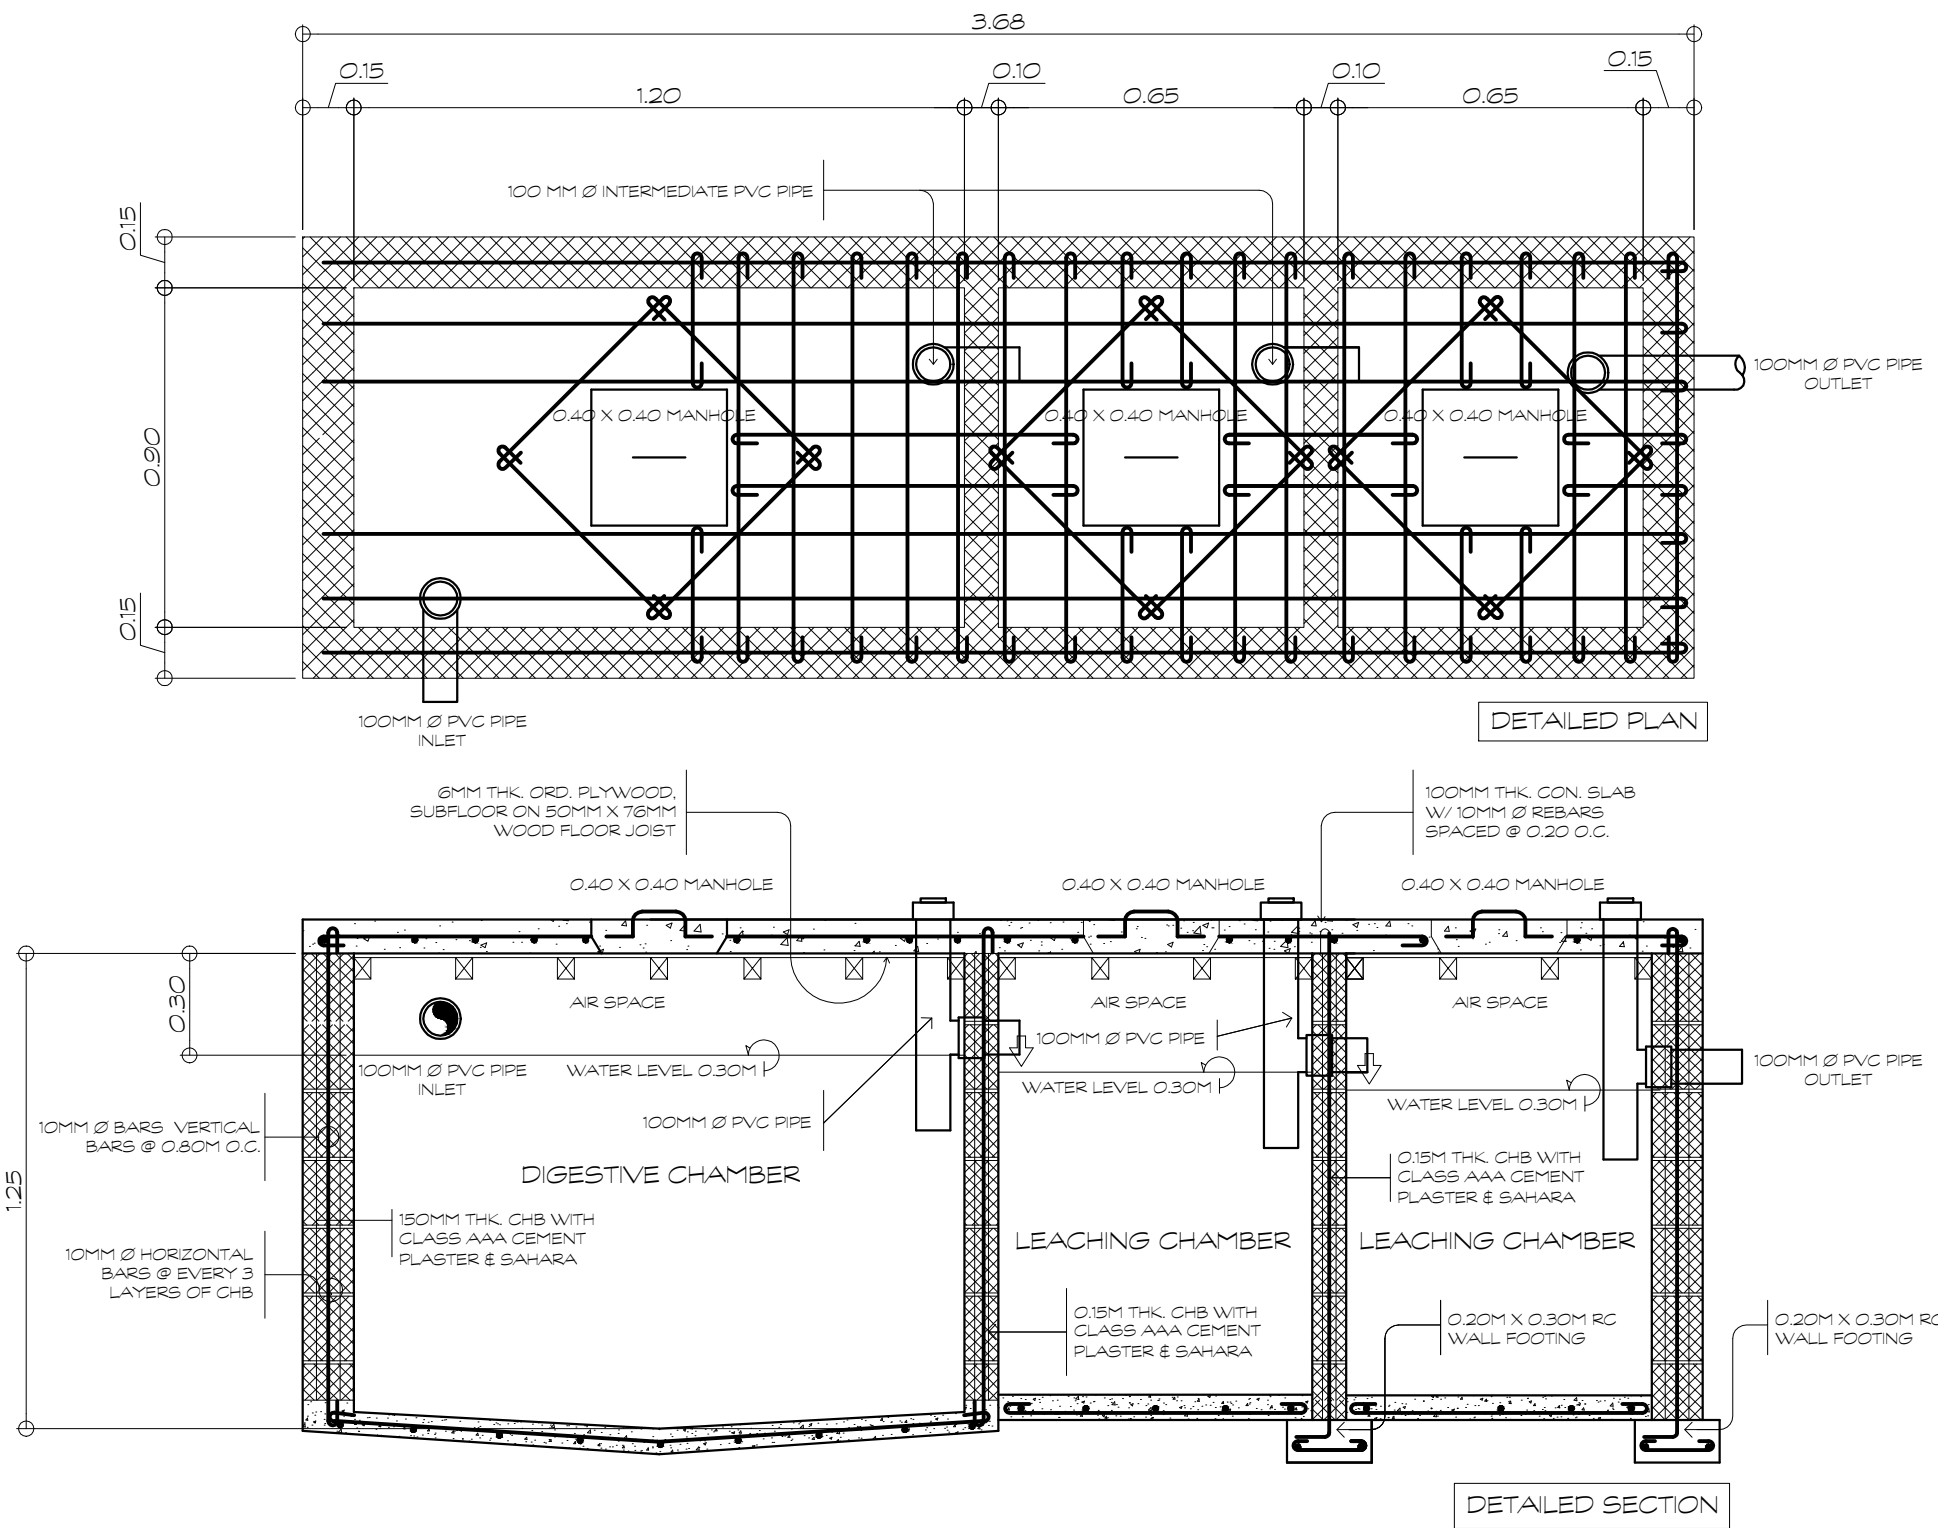 3.68
0.15
1.20
0.10
0.65
0.10
0.65
0.15
100 MM Ø INTERMEDIATE PVC PIPE
0.15
0.90
0.15
0.40 X 0.40 MANHOLE
0.40 X 0.40 MANHOLE
0.40 X 0.40 MANHOLE
100MM Ø PVC PIPE
OUTLET
100MM Ø PVC PIPE
INLET
DETAILED PLAN
6MM THK. ORD. PLYWOOD,
SUBFLOOR ON 50MM X 76MM
WOOD FLOOR JOIST
100MM THK. CON. SLAB
W/ 10MM Ø REBARS
SPACED @ 0.20 O.C.
0.40 X 0.40 MANHOLE
0.40 X 0.40 MANHOLE
0.40 X 0.40 MANHOLE
0.30
1.25
AIR SPACE
AIR SPACE
AIR SPACE
100MM Ø PVC PIPE
INLET
WATER LEVEL 0.30M
100MM Ø PVC PIPE
100MM Ø PVC PIPE
WATER LEVEL 0.30M
WATER LEVEL 0.30M
100MM Ø PVC PIPE
OUTLET
10MM Ø BARS VERTICAL
BARS @ 0.80M O.C.
DIGESTIVE CHAMBER
0.15M THK. CHB WITH
CLASS AAA CEMENT
PLASTER & SAHARA
150MM THK. CHB WITH
CLASS AAA CEMENT
PLASTER & SAHARA
10MM Ø HORIZONTAL
BARS @ EVERY 3
LAYERS OF CHB
LEACHING CHAMBER
LEACHING CHAMBER
0.15M THK. CHB WITH
CLASS AAA CEMENT
PLASTER & SAHARA
0.20M X 0.30M RC
WALL FOOTING
0.20M X 0.30M RC
WALL FOOTING
DETAILED SECTION